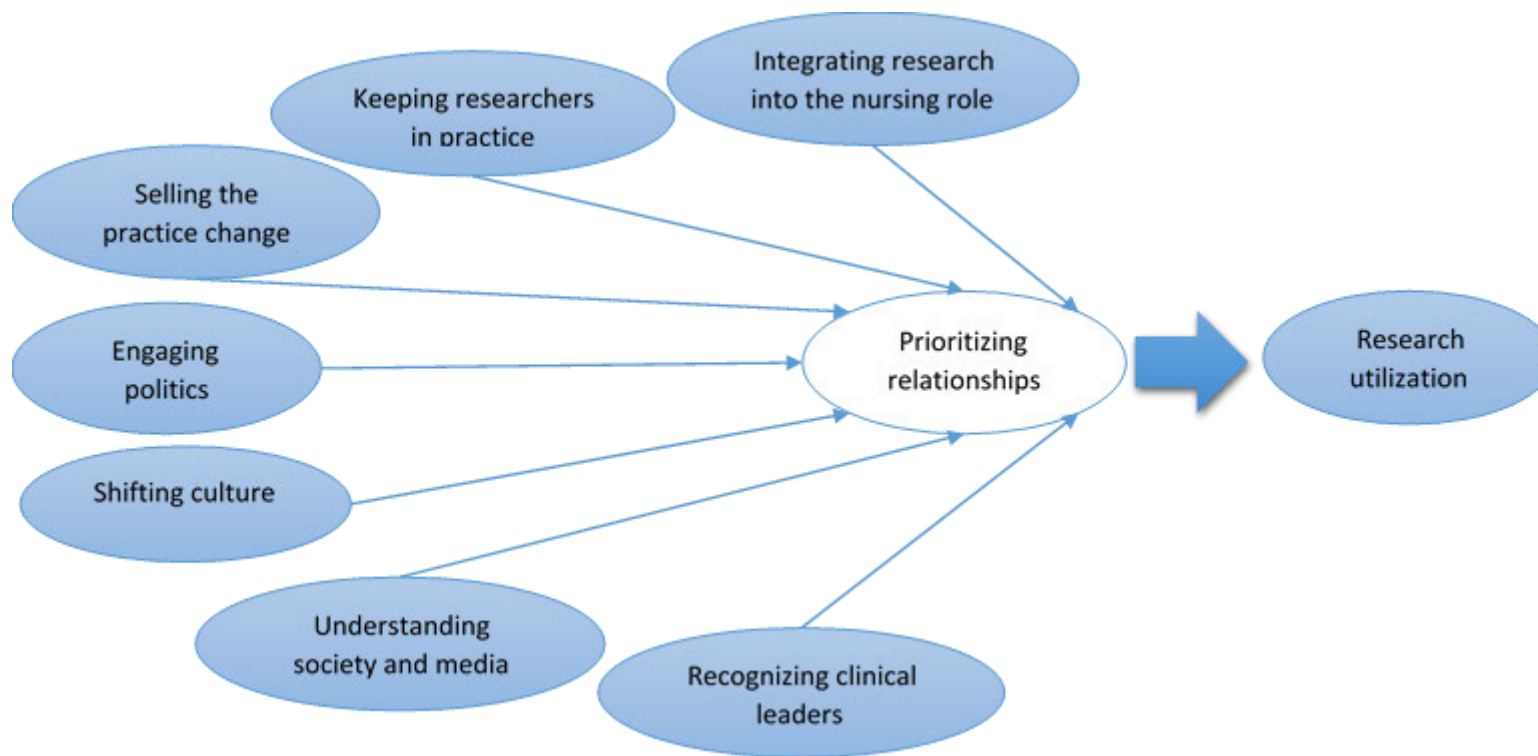 Integrating research
into the nursing role
Keeping researchers
in practice
Selling the
practice change
Engaging
politics
Shifting culture
Understanding
society and media
Recognizing clinical
leaders
Prioritizing
relationships
Research
utilization